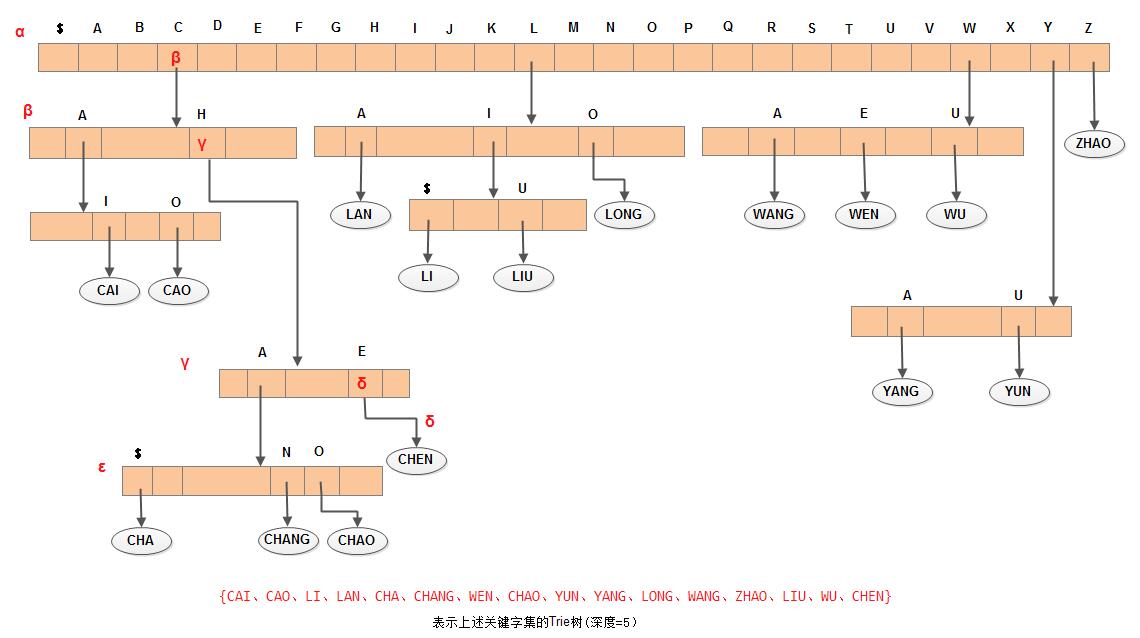 α $ A B C D E F G H I J K L M N O P Q R S T U V W X Y Z
β
β A H A I O A E U
γ ZHAO
I O $ U LAN LONG WANG WEN WU
CAI CAO LI LIU
A U
γ A E
δ YANG YUN
δ
ε $ N O CHEN
CHA CHANG CHAO
{CAI、CAO、LI、LAN、CHA、CHANG、WEN、CHAO、YUN、YANG、LONG、WANG、ZHAO、LIU、WU、CHEN}
表示上述关键字集的Trie树(深度=5)